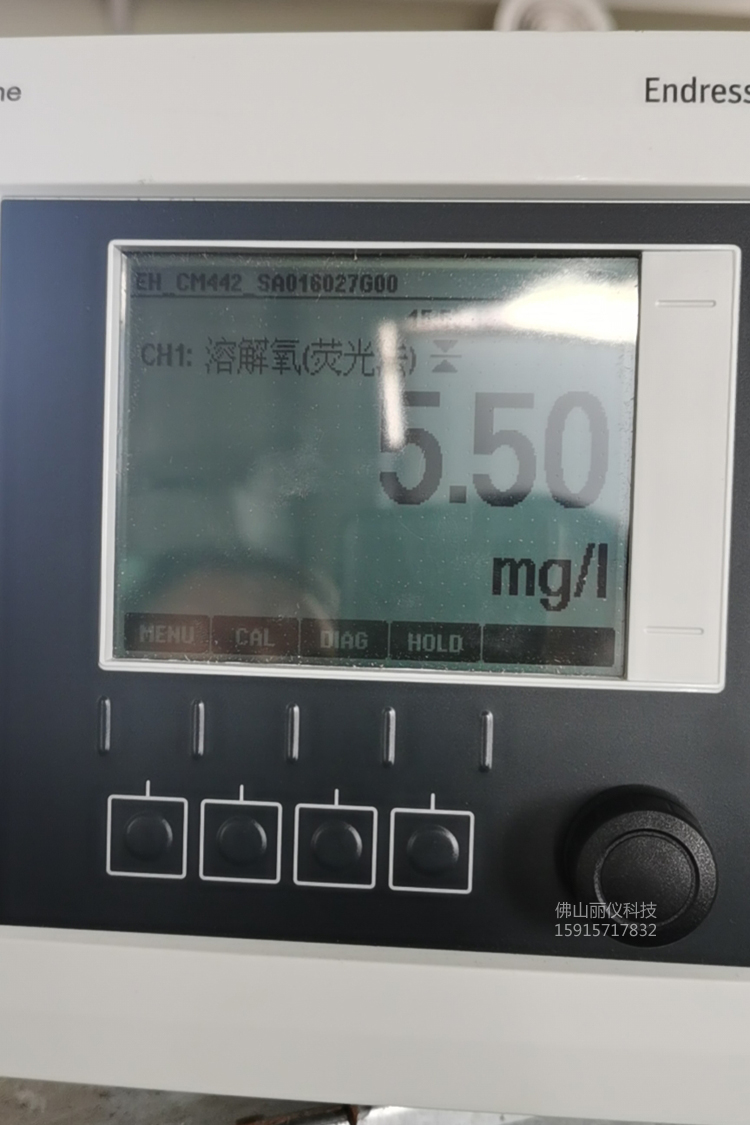 ne
Endress
EH_CM442_SA016027G00
CH1: 溶解氧(荧光法)
5.50
mg/l
MENU CAL DIAG HOLD
佛山丽仪科技
15915717832